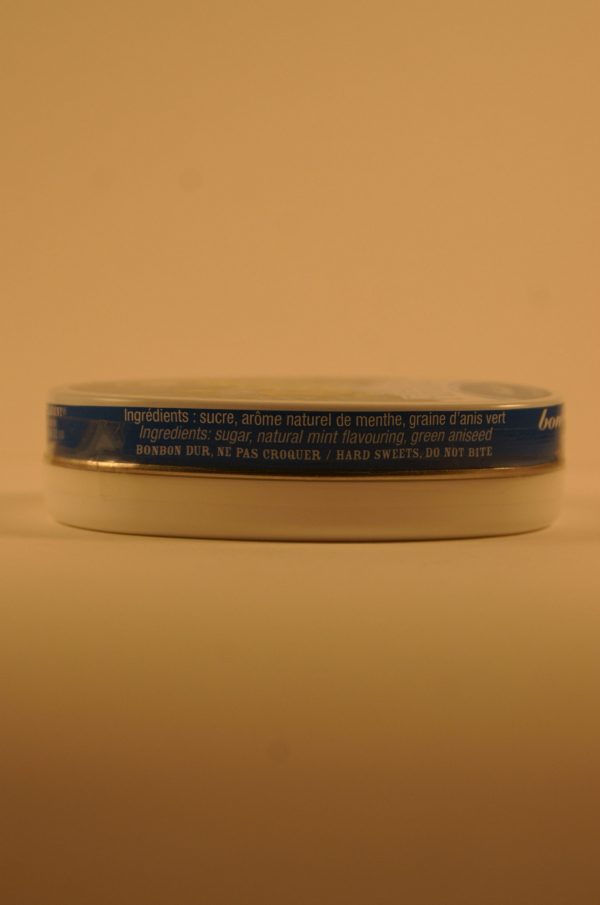 Ingrédients : sucre, arôme naturel de menthe, graine d'anis vert
Ingredients: sugar, natural mint flavouring, green aniseed
BONBON DUR, NE PAS CROQUER / HARD SWEETS, DO NOT BITE